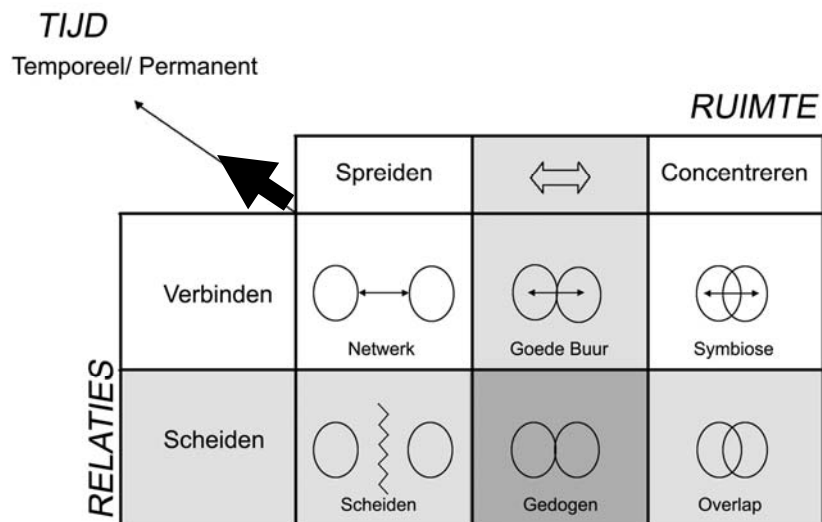 TIJD
Temporeel/ Permanent
RUIMTE
Spreiden
Concentreren
Verbinden
Netwerk
Goede Buur
Symbiose
RELATIES
Scheiden
Scheiden
Gedogen
Overlap